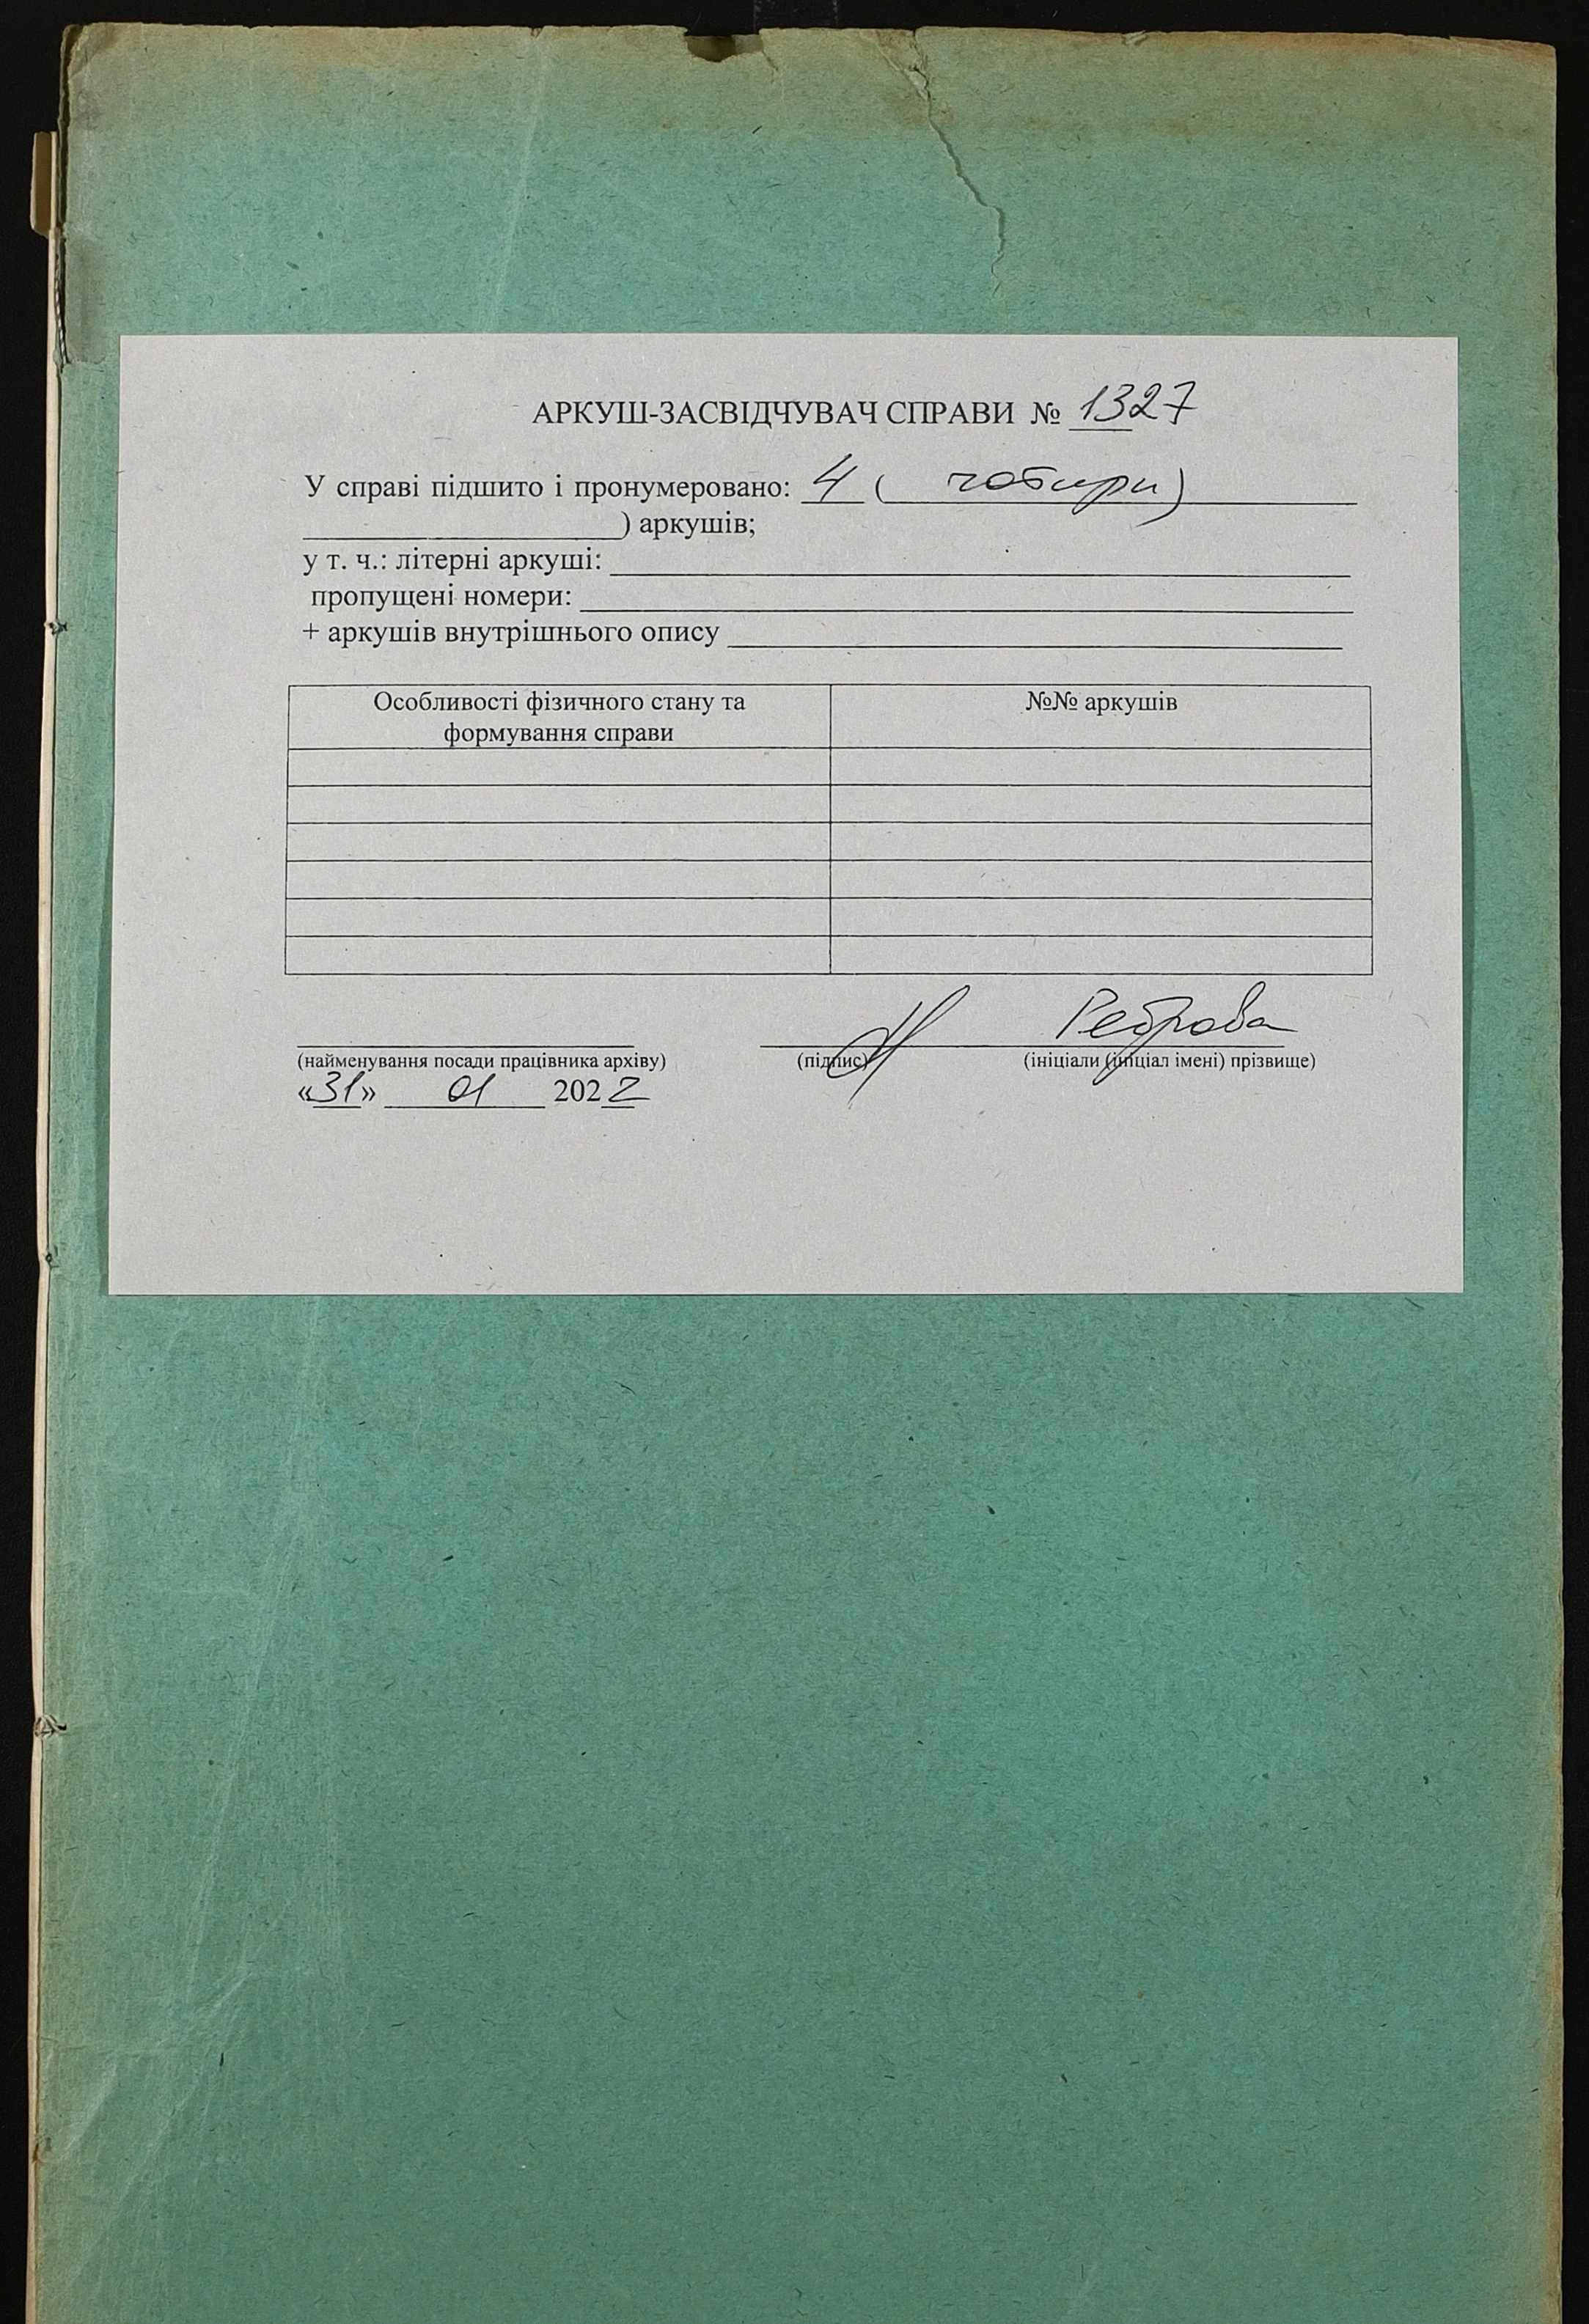 АРКУШ-ЗАСВІДЧУВАЧ СПРАВИ № 1327
У справі підшито і пронумеровано: 4 ( чотири)
) аркушів;
у т. ч.: літерні аркуші:
пропущені номери:
+ аркушів внутрішнього опису
Особливості фізичного стану та формування справи
№№ аркушів
Реброва
(найменування посади працівника архіву) (підпис) (ініціали (ініціал імені) прізвище)
«31» 01 2022